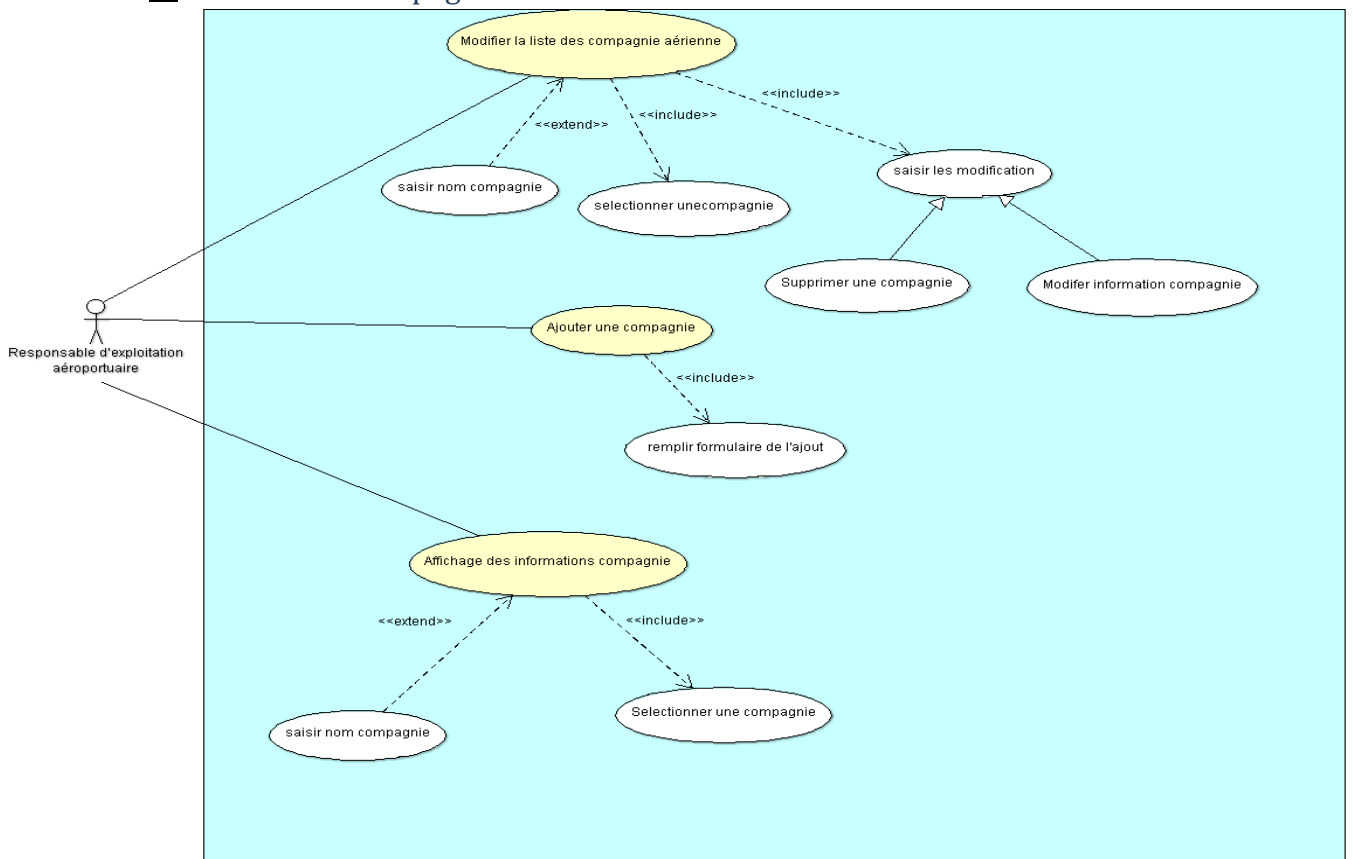 Modifier la liste des compagnie aérienne
<<include>>
<<include>>
<<extend>>
saisir les modification
saisir nom compagnie
selectionner unecompagnie
Supprimer une compagnie
Modifer information compagnie
Ajouter une compagnie
Responsable d'exploitation
aéroportuaire
<<include>>
remplir formulaire de l'ajout
Affichage des informations compagnie
<<extend>>
<<include>>
Selectionner une compagnie
saisir nom compagnie